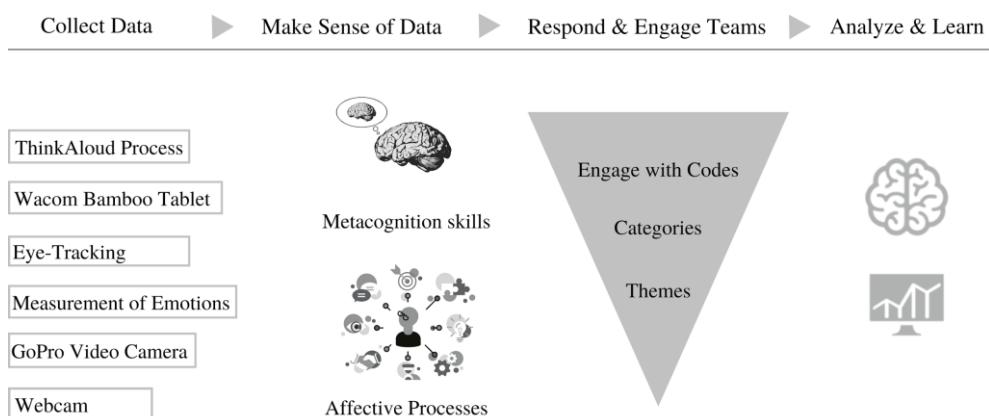 Collect Data
Make Sense of Data
Respond & Engage Teams
Analyze & Learn
ThinkAloud Process
Wacom Bamboo Tablet
Eye-Tracking
Measurement of Emotions
GoPro Video Camera
Webcam
Metacognition skills
Affective Processes
Engage with Codes
Categories
Themes